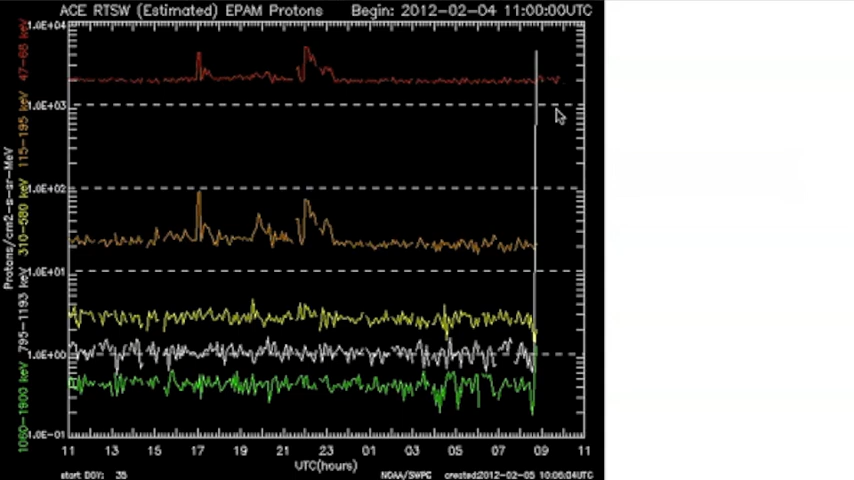 ACE RTSW (Estimated) EPAM Protons Begin: 2012-02-04 11:00:00UTC
1.0E+04
1.0E+03
1.0E+02
1.0E+01
1.0E+00
1.0E-01
Protons/cm2-s-sr-MeV
47-68 keV
115-195 keV
310-580 keV
795-1193 keV
1060-1900 keV
11 13 15 17 19 21 23 01 03 05 07 09 11
UTC(hours)
start DOY: 35 NOAA/SWPC created:2012-02-05 10:06:04UTC